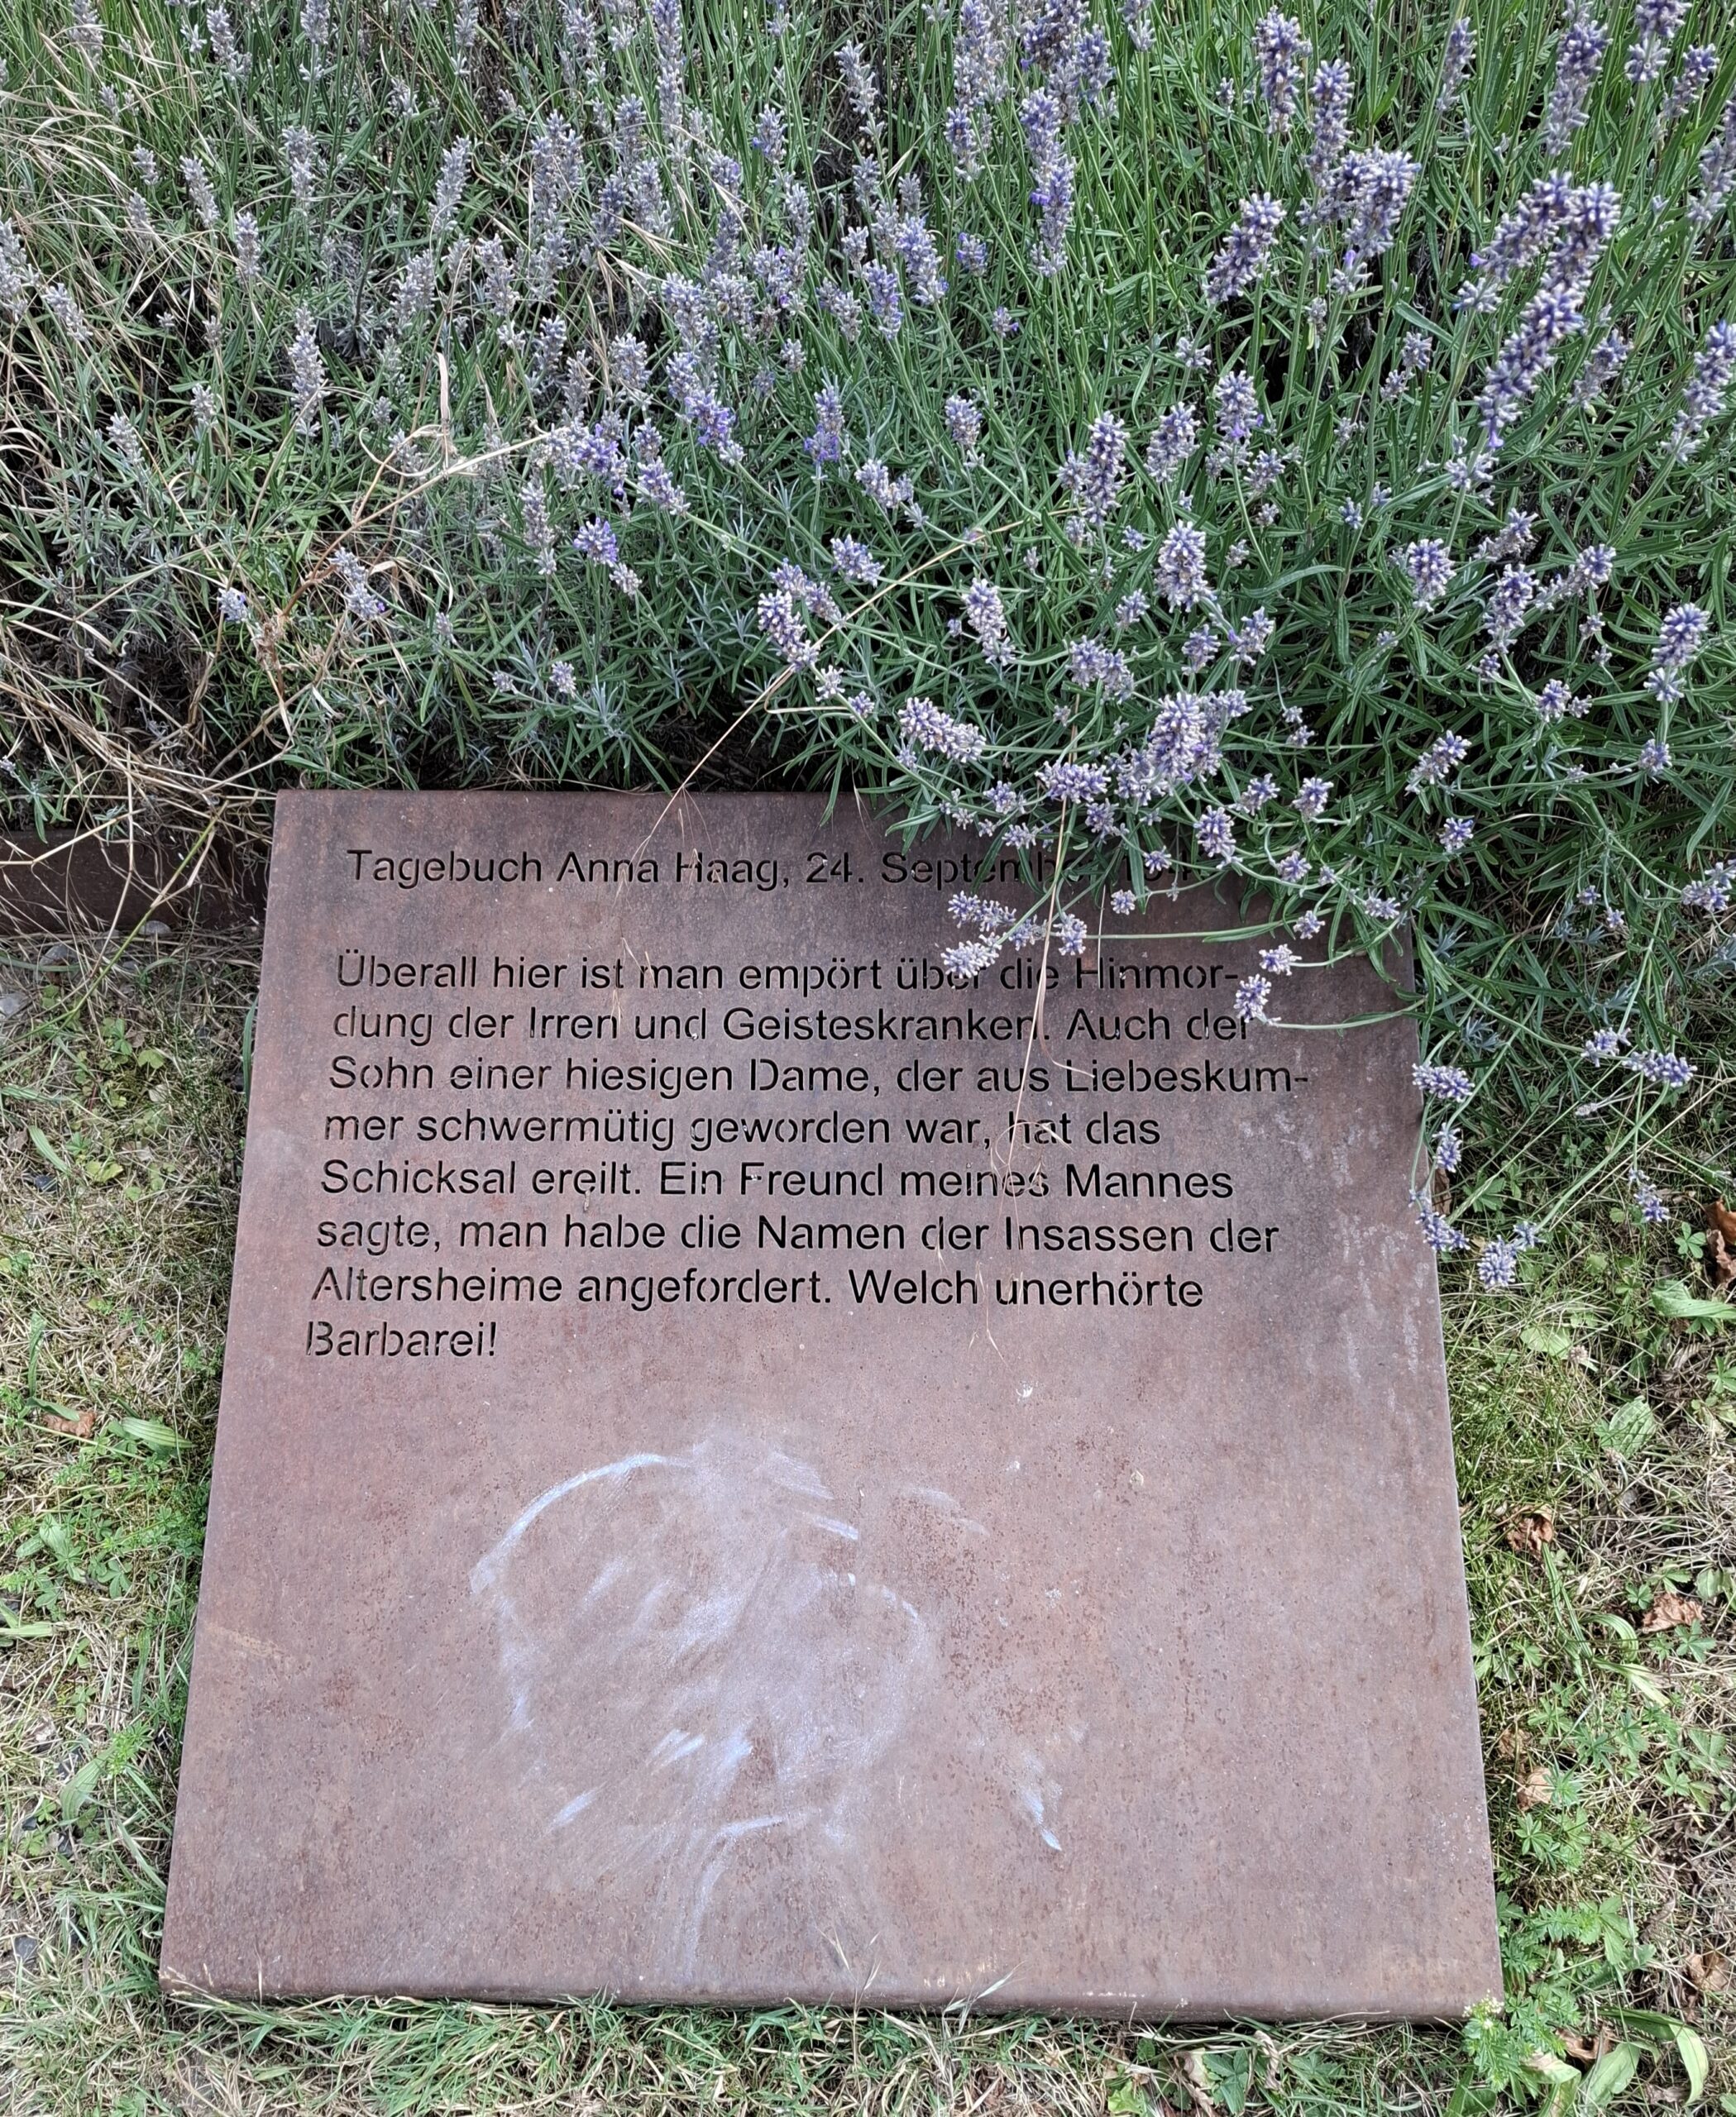 Tagebuch Anna Haag, 24. September
Überall hier ist man empört über die Hinmor-
dung der Irren und Geisteskranken. Auch der
Sohn einer hiesigen Dame, der aus Liebeskum-
mer schwermütig geworden war, hat das
Schicksal ereilt. Ein Freund meines Mannes
sagte, man habe die Namen der Insassen der
Altersheime angefordert. Welch unerhörte
Barbarei!